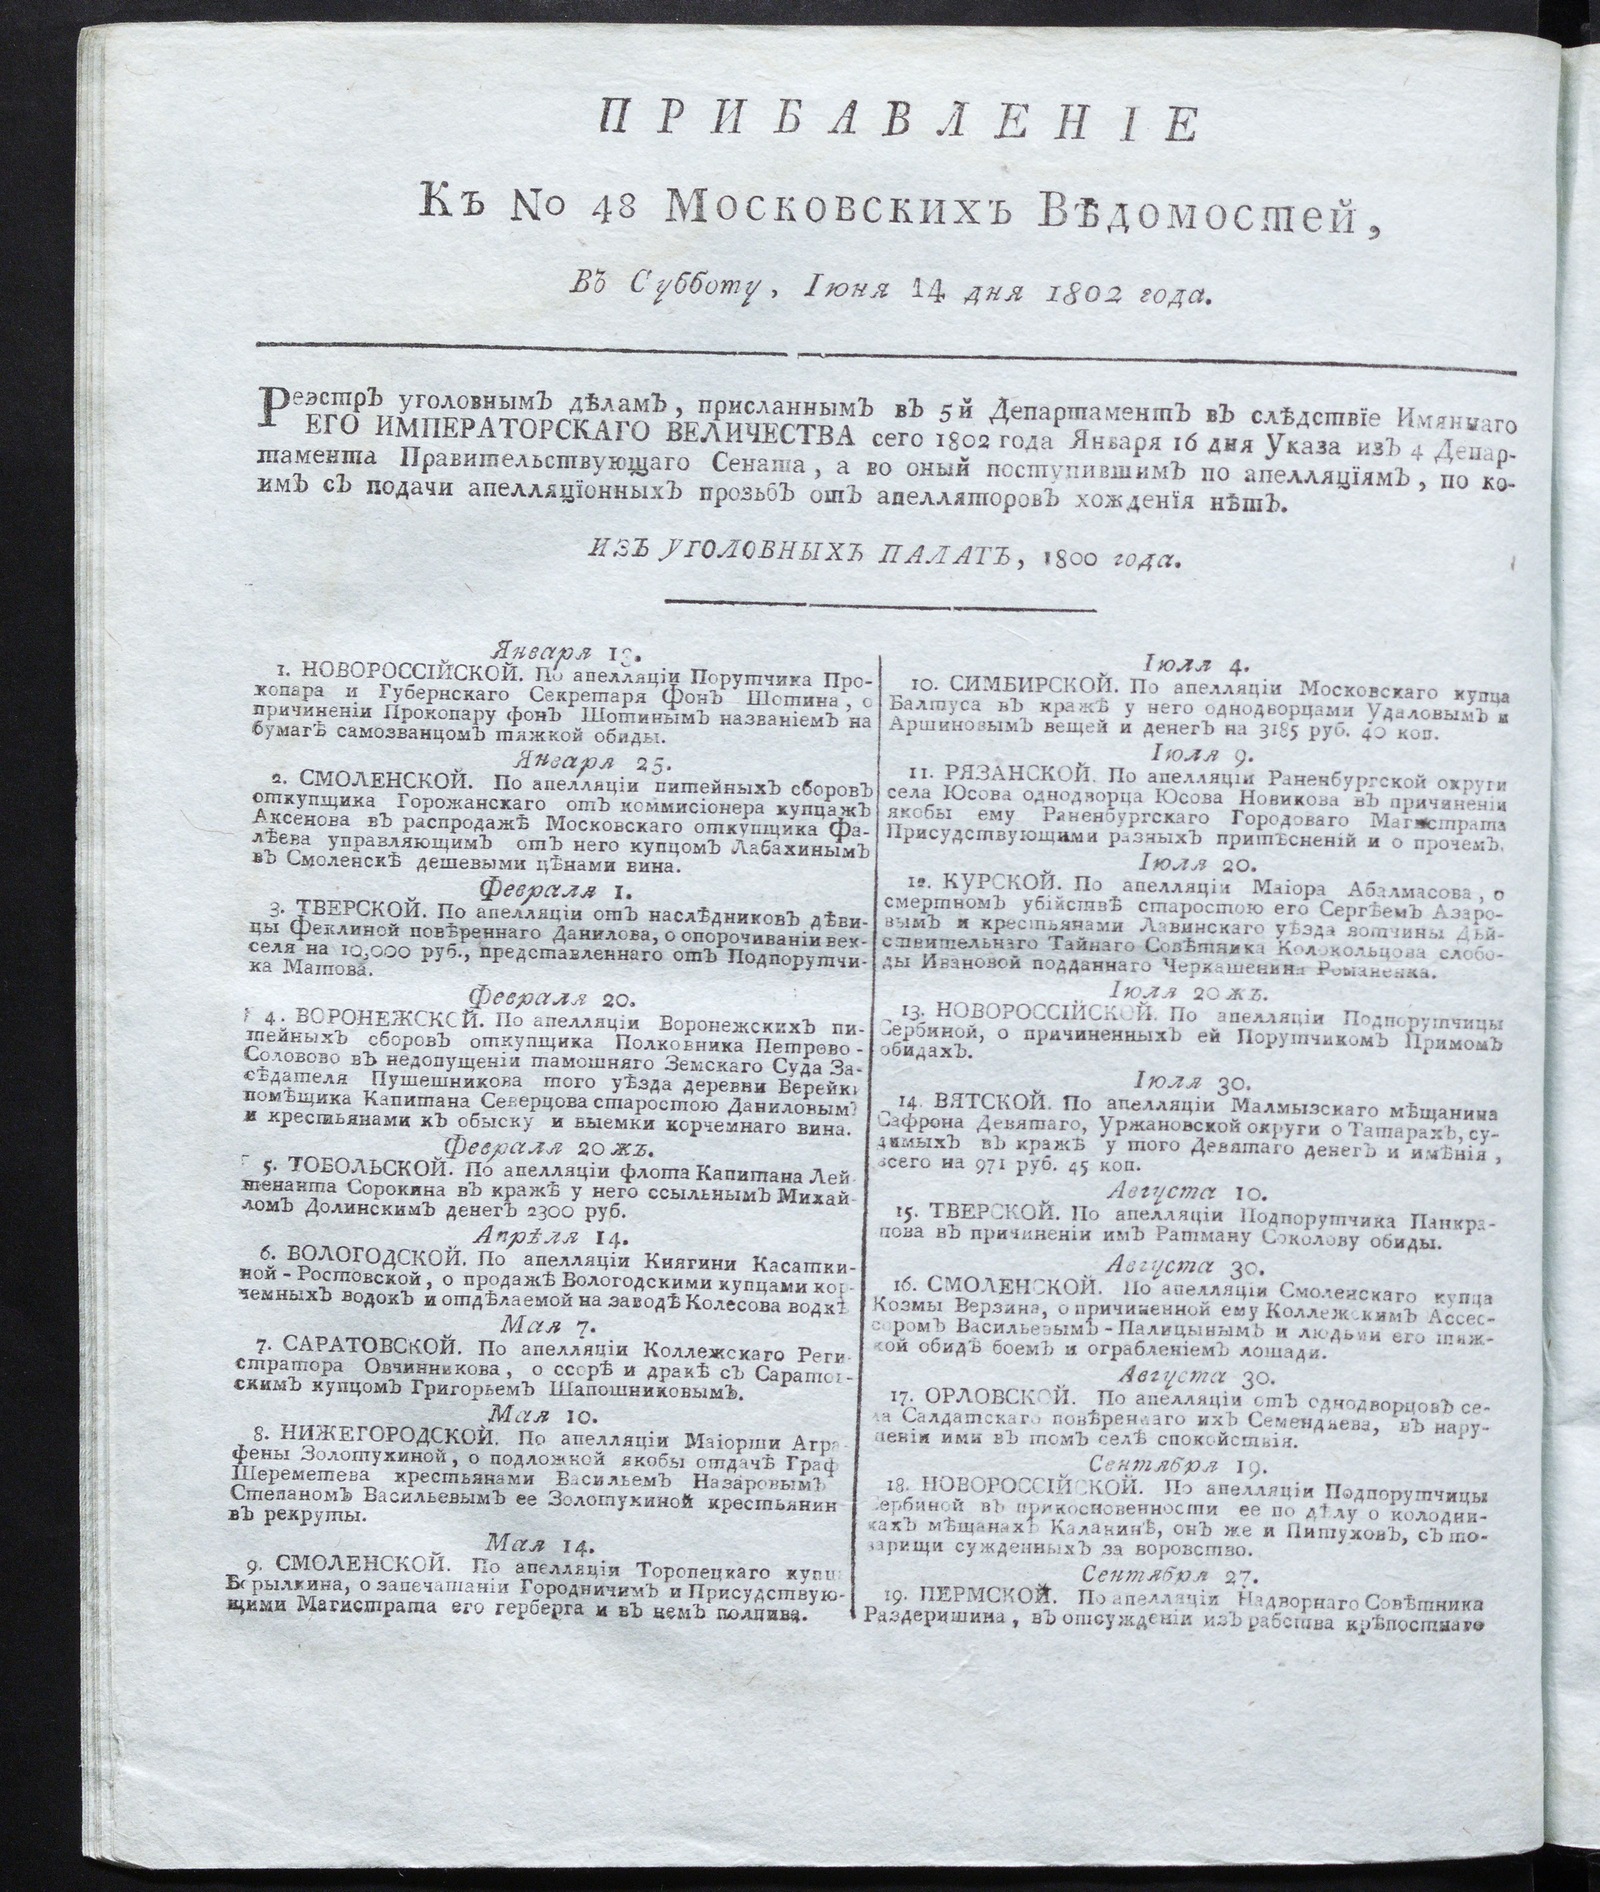 ПРИБАВЛЕНІЕ
Къ No 48 Московскихъ Вѣдомостей,
Въ Субботу, Іюня 14 дня 1802 года.
Реэстръ уголовнымъ дѣламъ, присланнымъ въ 5й Департаментъ въ слѣдствїе Имяннаго
ЕГО ИМПЕРАТОРСКАГО ВЕЛИЧЕСТВА сего 1802 года Января 16 дня Указа изъ 4 Депар-
тамента Правительствующаго Сената, а во оный поступившимъ по апелляцїямъ, по ко-
имъ съ подачи апелляцїонныхъ прозьбъ отъ апелляторовъ хожденїя нѣтъ.
ИЗЪ УГОЛОВНЫХЪ ПАЛАТЪ, 1800 года.
Января 19.
1. НОВОРОССІЙСКОЙ. По апелляціи Порутчика Про-
копара и Губернскаго Секретаря фонъ Шотина, о
причиненіи Прокопару фонъ Шотинымъ названіемъ на
бумагѣ самозванцомъ тяжкой обиды.
Января 25.
2. СМОЛЕНСКОЙ. По апелляціи питейныхъ сборовъ
откупщика Горожанскаго отъ коммисіонера купцажъ
Аксенова въ распродажѣ Московскаго откупщика Фа-
лѣева управляющимъ отъ него купцомъ Лабахинымъ
въ Смоленскѣ дешевыми цѣнами вина.
Февраля 1.
3. ТВЕРСКОЙ. По апелляціи отъ наслѣдниковъ дѣви-
цы Феклиной повѣреннаго Данилова, о опорочиваніи век-
селя на 10,000 руб., представленнаго отъ Подпорутчи-
ка Матова.
Февраля 20.
4. ВОРОНЕЖСКОЙ. По апелляціи Воронежскихъ пи-
тейныхъ сборовъ откупщика Полковника Петрово-
Соловово въ недопущеніи тамошняго Земскаго Суда За-
сѣдателя Пушешникова того уѣзда деревни Верейки
помѣщика Капитана Северцова старостою Даниловымъ
и крестьянами къ обыску и выемки корчемнаго вина.
Февраля 20 жъ.
5. ТОБОЛЬСКОЙ. По апелляціи флота Капитана Лей-
тенанта Сорокина въ кражѣ у него ссыльнымъ Михай-
ломъ Долинскимъ денегъ 2300 руб.
Апрѣля 14.
6. ВОЛОГОДСКОЙ. По апелляціи Княгини Касатки-
ной-Ростовской, о продажѣ Вологодскими купцами кор-
чемныхъ водокъ и отдѣлаемой на заводѣ Колесова водкѣ
Мая 7.
7. САРАТОВСКОЙ. По апелляціи Коллежскаго Реги-
стратора Овчинникова, о ссорѣ и дракѣ съ Саратов-
скимъ купцомъ Григорьемъ Шапошниковымъ.
Мая 10.
8. НИЖЕГОРОДСКОЙ. По апелляціи Маіорши Агра-
фены Золотухиной, о подложной якобы отдачѣ Граф
Шереметева крестьянами Васильемъ Назаровымъ
Степаномъ Васильевымъ ее Золотухиной крестьянин
въ рекруты.
Мая 14.
9. СМОЛЕНСКОЙ. По апелляціи Торопецкаго купц
Борылкина, о запечатаніи Городничимъ и Присудствую-
щими Магистрата его герберга и въ немъ полпива.
Іюля 4.
10. СИМБИРСКОЙ. По апелляціи Московскаго купца
Балтуса въ кражѣ у него однодворцами Удаловымъ и
Аршиновымъ вещей и денегъ на 3185 руб. 40 коп.
Іюля 9.
11. РЯЗАНСКОЙ. По апелляціи Раненбургской округи
села Юсова однодворца Юсова Новикова въ причиненіи
якобы ему Раненбургскаго Городоваго Магистрата
Присудствующими разныхъ притѣсненій и о прочемъ.
Іюля 20.
12. КУРСКОЙ. По апелляціи Маіора Абалмасова, о
смертномъ убійствѣ старостою его Сергѣемъ Азаро-
вымъ и крестьянами Лавинскаго уѣзда вотчины Дѣй-
ствительнаго Тайнаго Совѣтника Колокольцова слобо-
ды Ивановой подданнаго Черкашенина Романенка.
Іюля 20 жъ.
13. НОВОРОССІЙСКОЙ. По апелляціи Подпорутчицы
Сербиной, о причиненныхъ ей Порутчикомъ Примомъ
обидахъ.
Іюля 30.
14. ВЯТСКОЙ. По апелляціи Малмызскаго мѣщанина
Сафрона Девятаго, Уржановской округи о Татарахъ, су-
димыхъ въ кражѣ у того Девятаго денегъ и имѣнія,
всего на 971 руб. 45 коп.
Августа 10.
15. ТВЕРСКОЙ. По апелляціи Подпорутчика Панкра-
пова въ причиненіи имъ Ратману Соколову обиды.
Августа 30.
16. СМОЛЕНСКОЙ. По апелляціи Смоленскаго купца
Козмы Верзина, о причиненной ему Коллежскимъ Ассес-
соромъ Васильевымъ-Палицынымъ и людьми его тяж-
кой обидѣ боемъ и ограбленіемъ лошади.
Августа 30.
17. ОРЛОВСКОЙ. По апелляціи отъ однодворцовъ се-
ла Салдатскаго повѣреннаго ихъ Семендяева, въ нару-
шеніи ими въ томъ селѣ спокойствія.
Сентября 19.
18. НОВОРОССІЙСКОЙ. По апелляціи Подпорутчицы
Сербиной въ прикосновенности ее по дѣлу о колодни-
кахъ мѣщанахъ Калакинѣ, онъ же и Питуховъ, съ то-
варищи сужденныхъ за воровство.
Сентября 27.
19. ПЕРМСКОЙ. По апелляціи Надворнаго Совѣтника
Раздеришина, въ отсужденіи изъ рабства крѣпостнаго